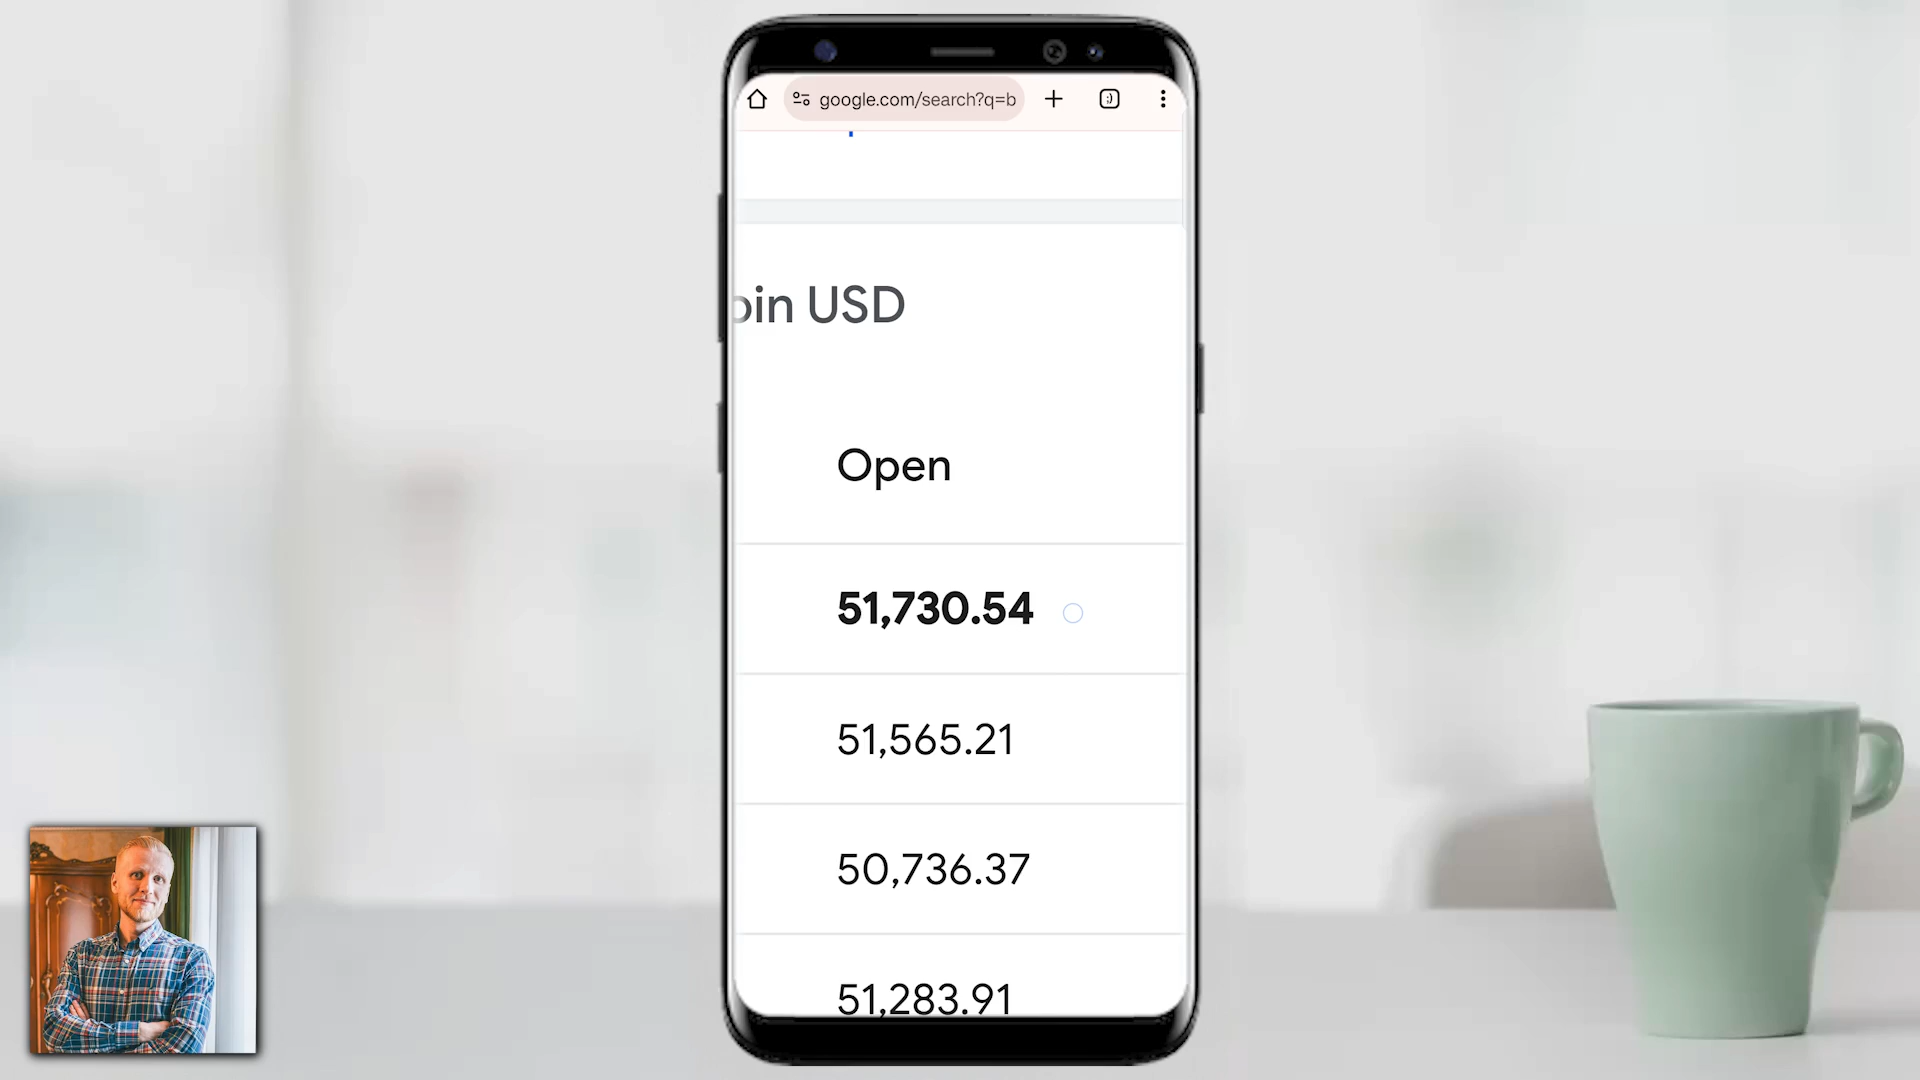 google.com/search?q=b
oin USD
Open
51,730.54
51,565.21
50,736.37
51,283.91